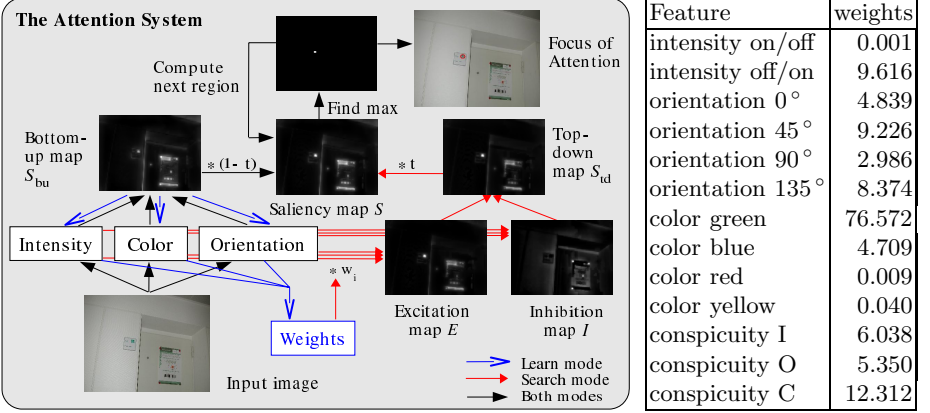 The Attention System
Compute
next region
Focus of
Attention
Find max
Bottom-
up map
S_bu
* (1- t)
* t
Top-
down
map S_td
Saliency map S
Intensity
Color
Orientation
* w_i
Excitation
map E
Inhibition
map I
Weights
Input image
Learn mode
Search mode
Both modes
Feature weights
intensity on/off 0.001
intensity off/on 9.616
orientation 0° 4.839
orientation 45° 9.226
orientation 90° 2.986
orientation 135° 8.374
color green 76.572
color blue 4.709
color red 0.009
color yellow 0.040
conspicuity I 6.038
conspicuity O 5.350
conspicuity C 12.312